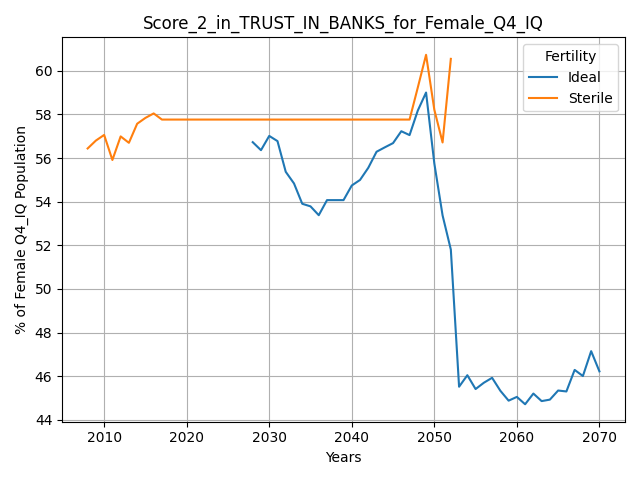 Score_2_in_TRUST_IN_BANKS_for_Female_Q4_IQ
% of Female Q4_IQ Population
60
58
56
54
52
50
48
46
44
Fertility
Ideal
Sterile
2010 2020 2030 2040 2050 2060 2070
Years